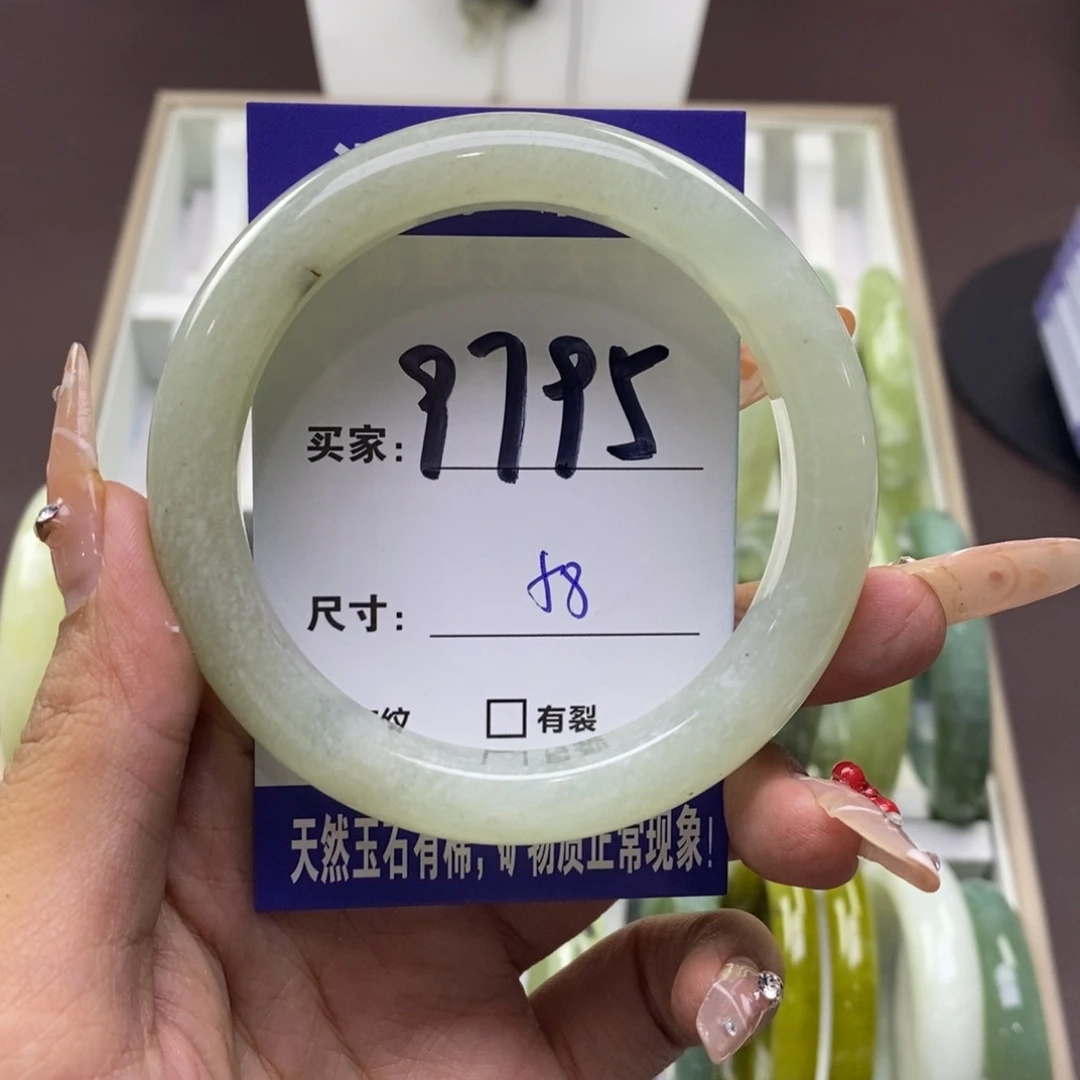 买家: 9795
尺寸: 58
纹 □有裂
天然玉石有棉,矿物质正常现象!